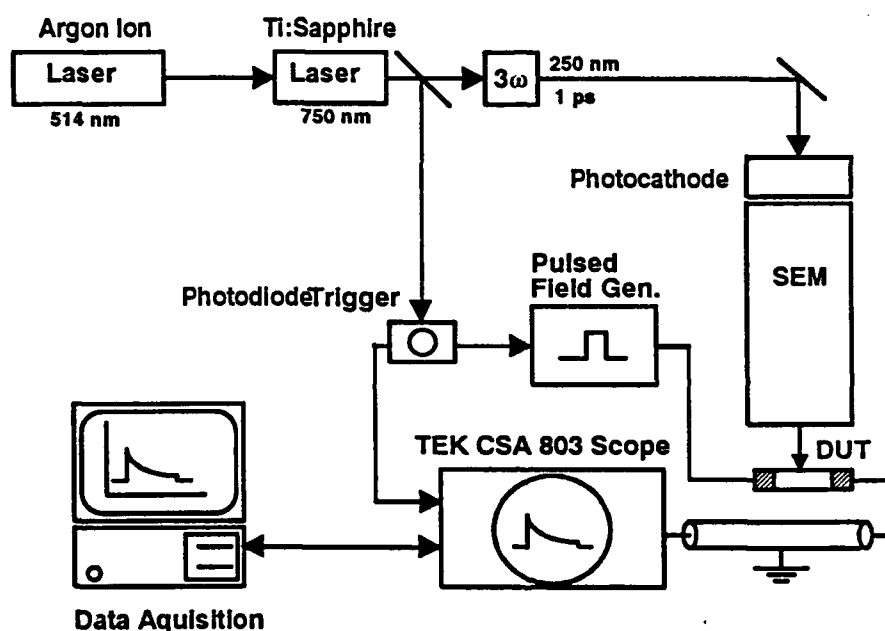 Argon Ion
Laser
514 nm
Ti:Sapphire
Laser
750 nm
3ω
250 nm
1 ps
Photocathode
SEM
PhotodiodeTrigger
Pulsed
Field Gen.
TEK CSA 803 Scope
DUT
Data Aquisition